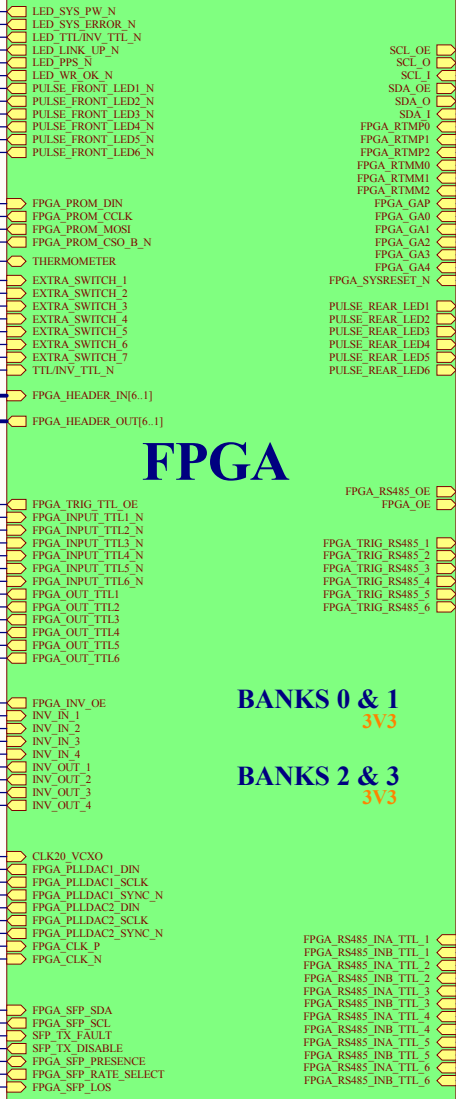 LED_SYS_PW_N
LED_SYS_ERROR_N
LED_TTL/INV_TTL_N
LED_LINK_UP_N
LED_PPS_N
LED_WR_OK_N
PULSE_FRONT_LED1_N
PULSE_FRONT_LED2_N
PULSE_FRONT_LED3_N
PULSE_FRONT_LED4_N
PULSE_FRONT_LED5_N
PULSE_FRONT_LED6_N
FPGA_PROM_DIN
FPGA_PROM_CCLK
FPGA_PROM_MOSI
FPGA_PROM_CSO_B_N
THERMOMETER
EXTRA_SWITCH_1
EXTRA_SWITCH_2
EXTRA_SWITCH_3
EXTRA_SWITCH_4
EXTRA_SWITCH_5
EXTRA_SWITCH_6
EXTRA_SWITCH_7
TTL/INV_TTL_N
FPGA_HEADER_IN[6..1]
FPGA_HEADER_OUT[6..1]
SCL_OE
SCL_O
SCL_I
SDA_OE
SDA_O
SDA_I
FPGA_RTMP0
FPGA_RTMP1
FPGA_RTMP2
FPGA_RTMM0
FPGA_RTMM1
FPGA_RTMM2
FPGA_GAP
FPGA_GA0
FPGA_GA1
FPGA_GA2
FPGA_GA3
FPGA_GA4
FPGA_SYSRESET_N
PULSE_REAR_LED1
PULSE_REAR_LED2
PULSE_REAR_LED3
PULSE_REAR_LED4
PULSE_REAR_LED5
PULSE_REAR_LED6
FPGA
FPGA_TRIG_TTL_OE
FPGA_INPUT_TTL1_N
FPGA_INPUT_TTL2_N
FPGA_INPUT_TTL3_N
FPGA_INPUT_TTL4_N
FPGA_INPUT_TTL5_N
FPGA_INPUT_TTL6_N
FPGA_OUT_TTL1
FPGA_OUT_TTL2
FPGA_OUT_TTL3
FPGA_OUT_TTL4
FPGA_OUT_TTL5
FPGA_OUT_TTL6
FPGA_RS485_OE
FPGA_OE
FPGA_TRIG_RS485_1
FPGA_TRIG_RS485_2
FPGA_TRIG_RS485_3
FPGA_TRIG_RS485_4
FPGA_TRIG_RS485_5
FPGA_TRIG_RS485_6
FPGA_INV_OE
INV_IN_1
INV_IN_2
INV_IN_3
INV_IN_4
INV_OUT_1
INV_OUT_2
INV_OUT_3
INV_OUT_4
BANKS 0 & 1
3V3
BANKS 2 & 3
3V3
CLK20_VCXO
FPGA_PLLDAC1_DIN
FPGA_PLLDAC1_SCLK
FPGA_PLLDAC1_SYNC_N
FPGA_PLLDAC2_DIN
FPGA_PLLDAC2_SCLK
FPGA_PLLDAC2_SYNC_N
FPGA_CLK_P
FPGA_CLK_N
FPGA_SFP_SDA
FPGA_SFP_SCL
SFP_TX_FAULT
SFP_TX_DISABLE
FPGA_SFP_PRESENCE
FPGA_SFP_RATE_SELECT
FPGA_SFP_LOS
FPGA_RS485_INA_TTL_1
FPGA_RS485_INB_TTL_1
FPGA_RS485_INA_TTL_2
FPGA_RS485_INB_TTL_2
FPGA_RS485_INA_TTL_3
FPGA_RS485_INB_TTL_3
FPGA_RS485_INA_TTL_4
FPGA_RS485_INB_TTL_4
FPGA_RS485_INA_TTL_5
FPGA_RS485_INB_TTL_5
FPGA_RS485_INA_TTL_6
FPGA_RS485_INB_TTL_6